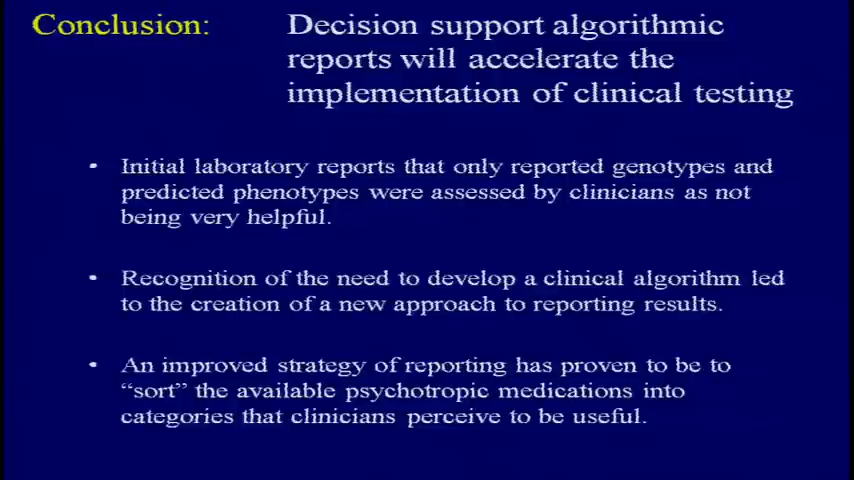 Conclusion: Decision support algorithmic
reports will accelerate the
implementation of clinical testing
• Initial laboratory reports that only reported genotypes and
predicted phenotypes were assessed by clinicians as not
being very helpful.
• Recognition of the need to develop a clinical algorithm led
to the creation of a new approach to reporting results.
• An improved strategy of reporting has proven to be to
“sort” the available psychotropic medications into
categories that clinicians perceive to be useful.